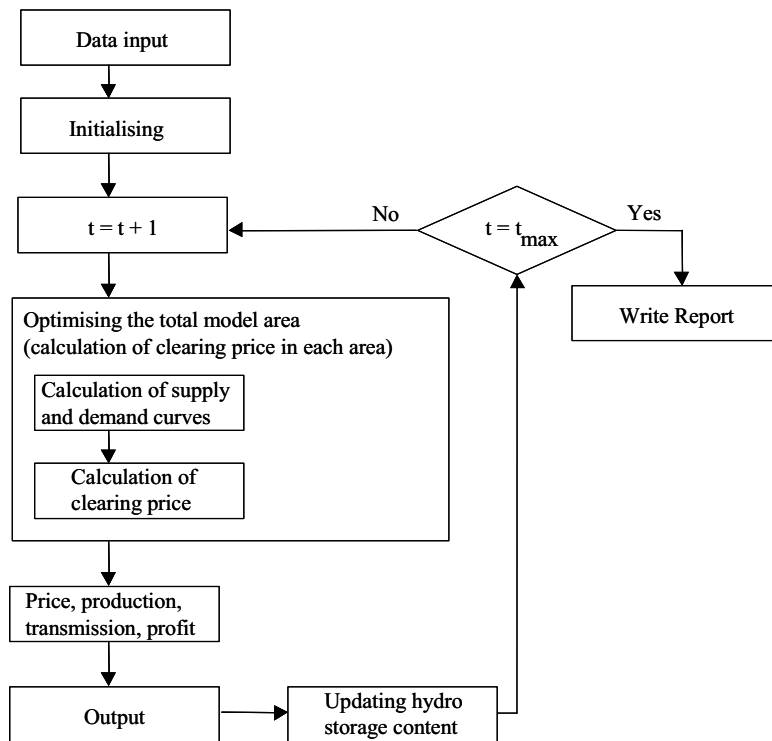 Data input
Initialising
t = t + 1
No
t = tmax
Yes
Write Report
Optimising the total model area
(calculation of clearing price in each area)
Calculation of supply
and demand curves
Calculation of
clearing price
Price, production,
transmission, profit
Output
Updating hydro
storage content